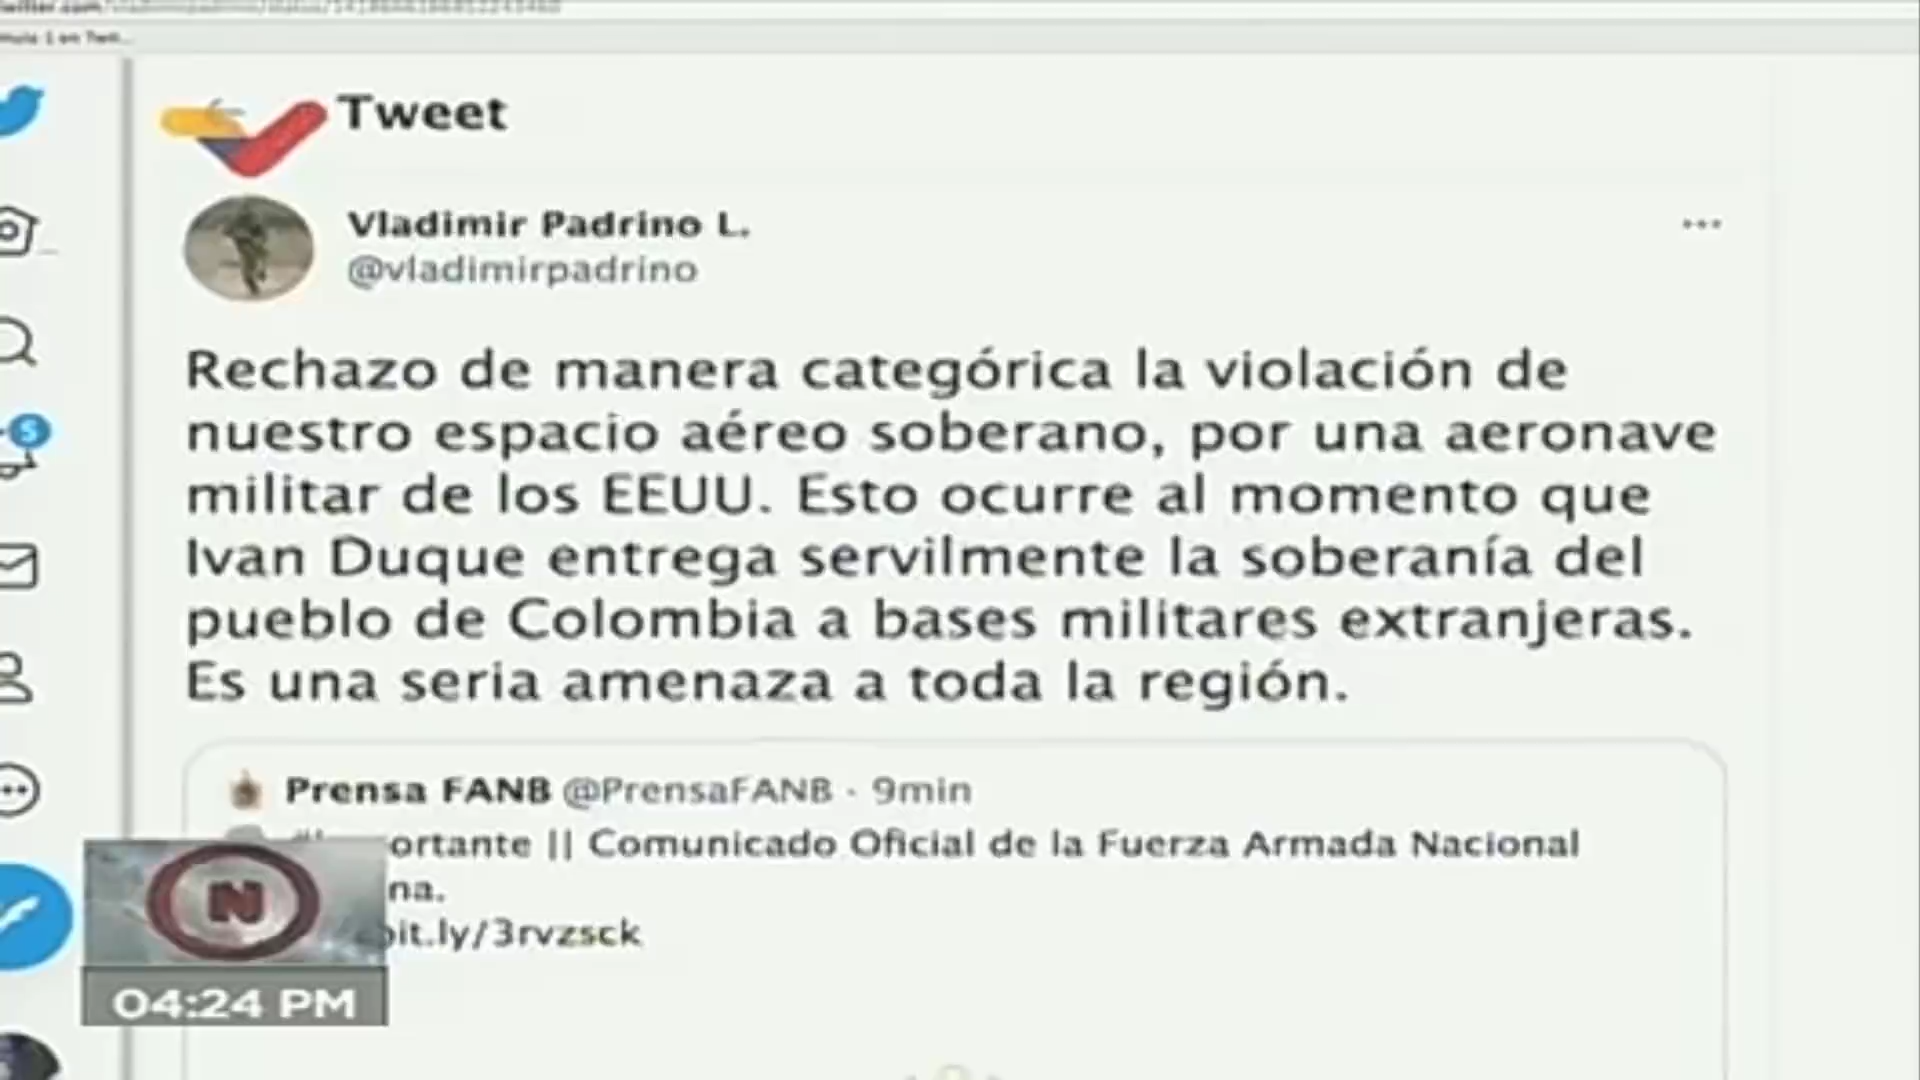 Tweet
Vladimir Padrino L.
@vladimirpadrino
Rechazo de manera categórica la violación de
nuestro espacio aéreo soberano, por una aeronave
militar de los EEUU. Esto ocurre al momento que
Ivan Duque entrega servilmente la soberanía del
pueblo de Colombia a bases militares extranjeras.
Es una seria amenaza a toda la región.
5
Prensa FANB @PrensaFANB · 9min
ortante || Comunicado Oficial de la Fuerza Armada Nacional
na.
bit.ly/3rvzsck
N
04:24 PM